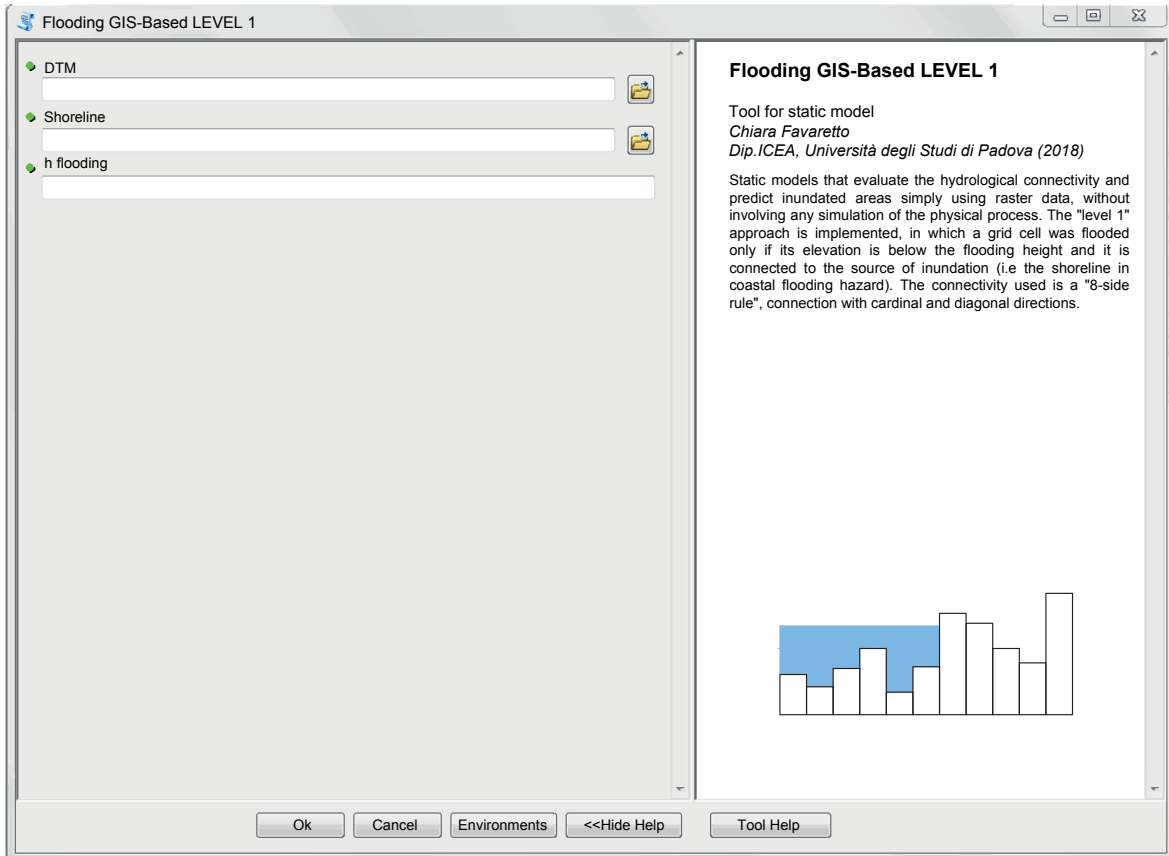 Flooding GIS-Based LEVEL 1
DTM
Shoreline
h flooding
Flooding GIS-Based LEVEL 1
Tool for static model
Chiara Favaretto
Dip.ICEA, Università degli Studi di Padova (2018)
Static models that evaluate the hydrological connectivity and
predict inundated areas simply using raster data, without
involving any simulation of the physical process. The "level 1"
approach is implemented, in which a grid cell was flooded
only if its elevation is below the flooding height and it is
connected to the source of inundation (i.e the shoreline in
coastal flooding hazard). The connectivity used is a "8-side
rule", connection with cardinal and diagonal directions.
Ok Cancel Environments <<Hide Help Tool Help